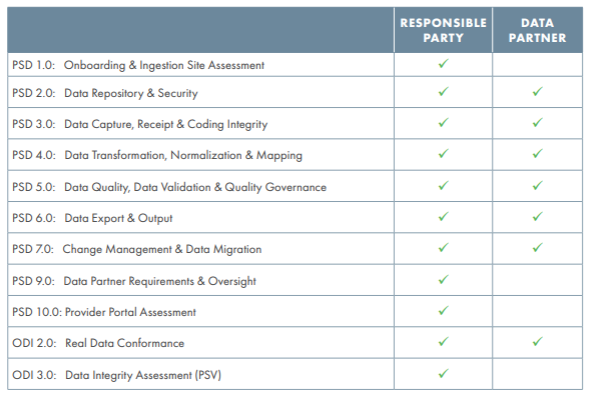 RESPONSIBLE PARTY DATA PARTNER
PSD 1.0: Onboarding & Ingestion Site Assessment ✓
PSD 2.0: Data Repository & Security ✓ ✓
PSD 3.0: Data Capture, Receipt & Coding Integrity ✓ ✓
PSD 4.0: Data Transformation, Normalization & Mapping ✓ ✓
PSD 5.0: Data Quality, Data Validation & Quality Governance ✓ ✓
PSD 6.0: Data Export & Output ✓ ✓
PSD 7.0: Change Management & Data Migration ✓ ✓
PSD 9.0: Data Partner Requirements & Oversight ✓
PSD 10.0: Provider Portal Assessment ✓
ODI 2.0: Real Data Conformance ✓ ✓
ODI 3.0: Data Integrity Assessment (PSV) ✓